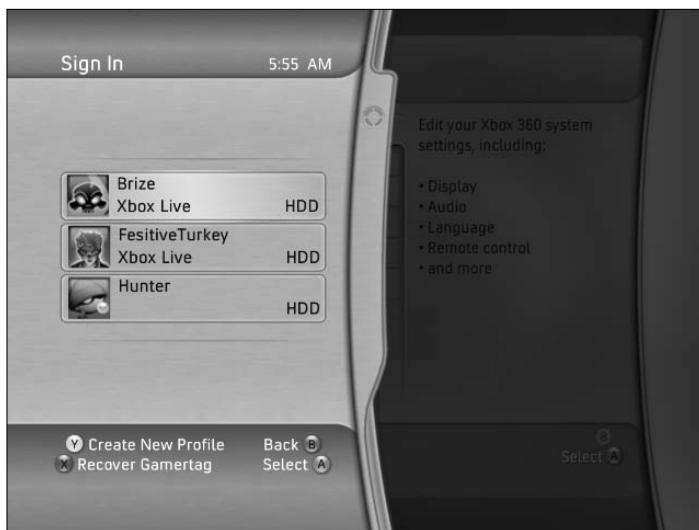 Sign In
5:55 AM
Brize
Xbox Live
HDD
FesitiveTurkey
Xbox Live
HDD
Hunter
HDD
Y Create New Profile
X Recover Gamertag
Back B
Select A
Edit your Xbox 360 system
settings, including:
• Display
• Audio
• Language
• Remote control
• and more
B
Select A